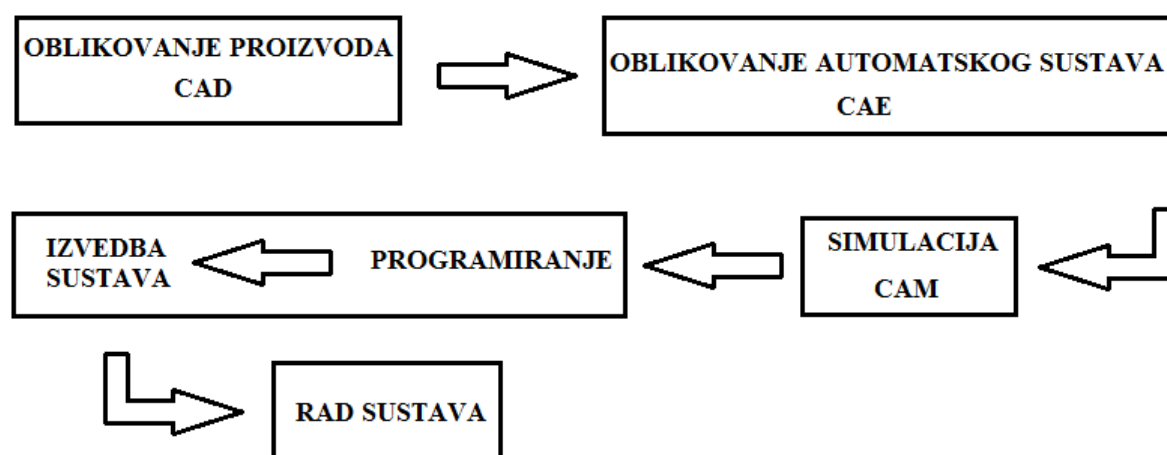 OBLIKOVANJE PROIZVODA
CAD
OBLIKOVANJE AUTOMATSKOG SUSTAVA
CAE
SIMULACIJA
CAM
PROGRAMIRANJE
IZVEDBA
SUSTAVA
RAD SUSTAVA